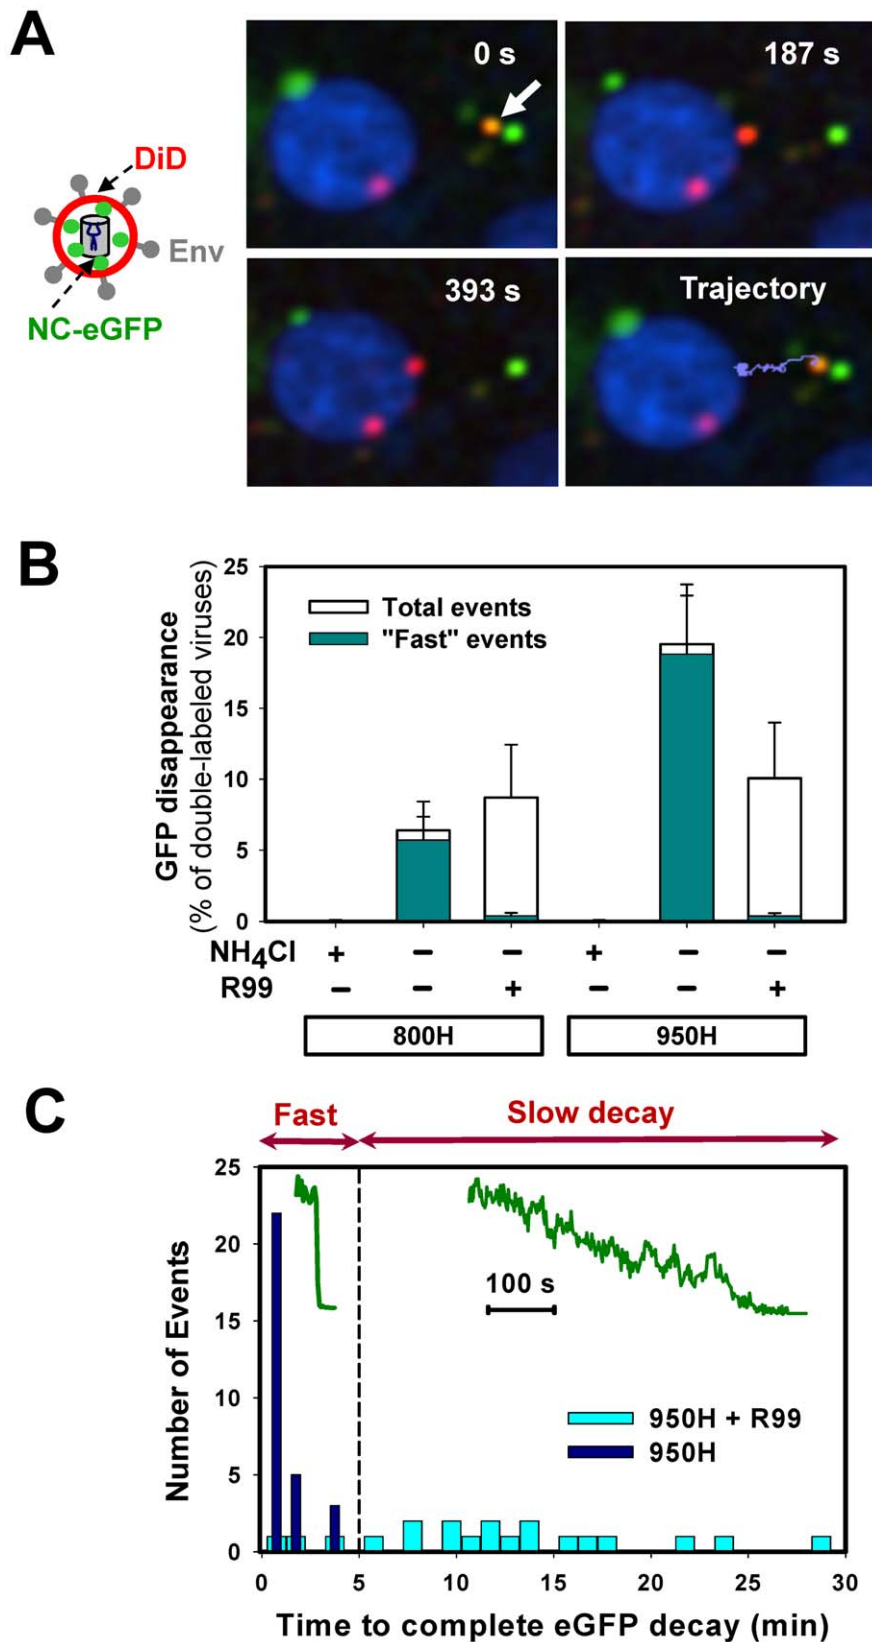 A
0 s
187 s
DiD
Env
NC-eGFP
393 s
Trajectory
B
GFP disappearance
(% of double-labeled viruses)
25
20
15
10
5
0
Total events
"Fast" events
NH4Cl + – – + – –
R99 – – + – – +
800H 950H
C
Fast Slow decay
Number of Events
25
20
15
10
5
0
100 s
950H + R99
950H
0 5 10 15 20 25 30
Time to complete eGFP decay (min)